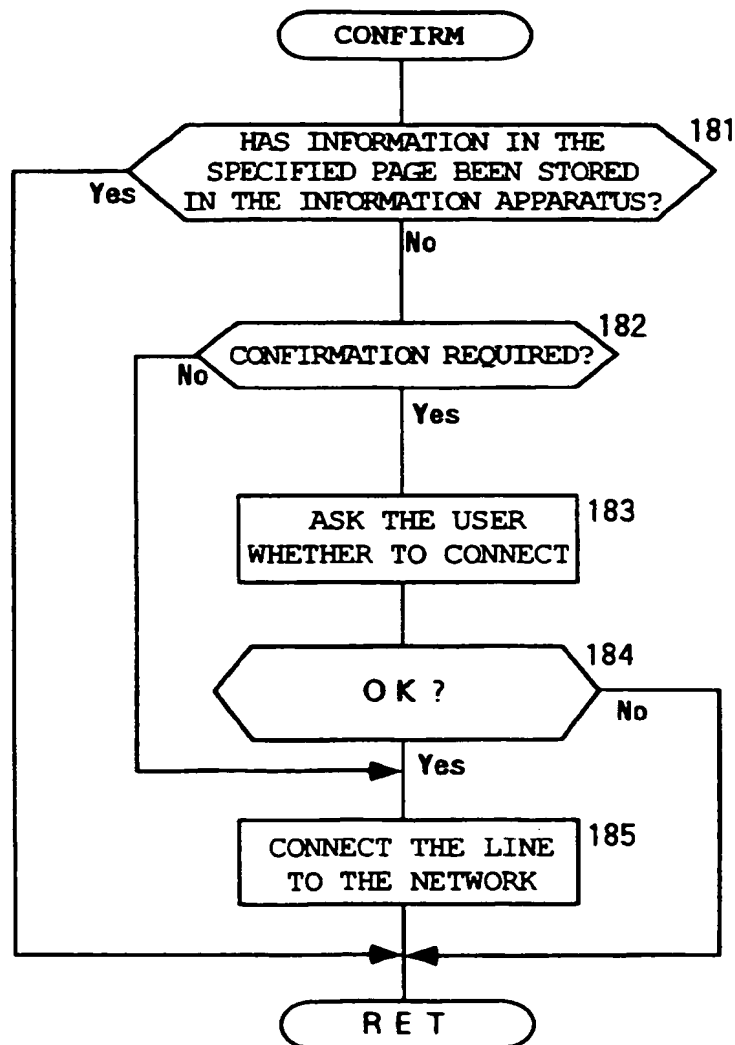 CONFIRM
181
HAS INFORMATION IN THE
SPECIFIED PAGE BEEN STORED
IN THE INFORMATION APPARATUS?
Yes
No
182
CONFIRMATION REQUIRED?
No
Yes
183
ASK THE USER
WHETHER TO CONNECT
184
OK?
No
Yes
185
CONNECT THE LINE
TO THE NETWORK
RET